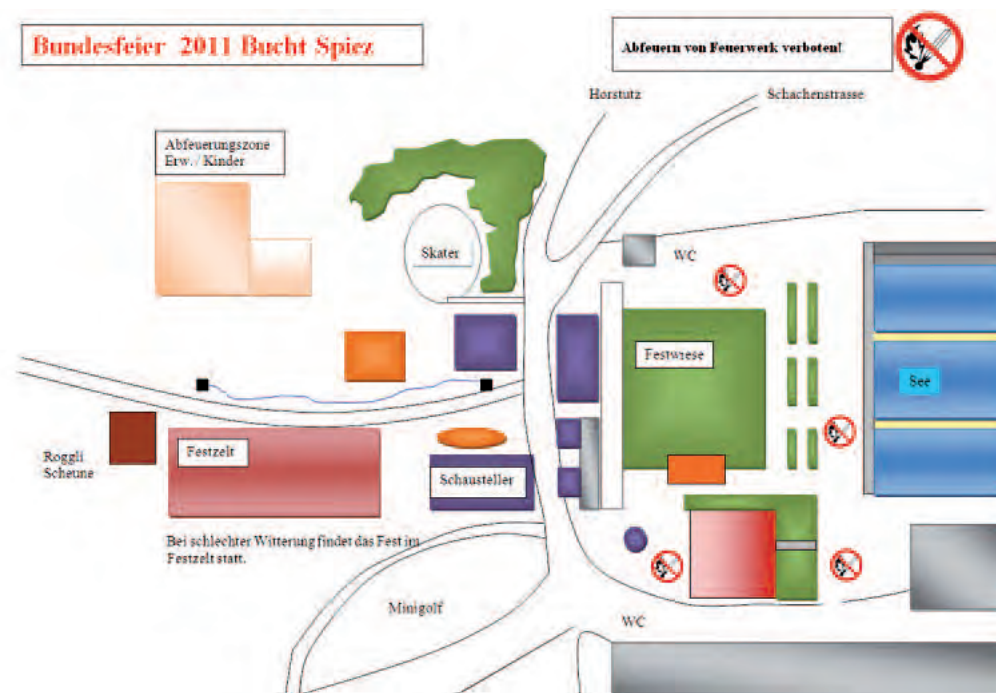 Bundesfeier 2011 Bucht Spiez
Abfeuern von Feuerwerk verboten!
Horstutz
Schachenstrasse
Abfeuerungszone
Erw. / Kinder
Skater
WC
Festwiese
See
Roggli
Scheune
Festzelt
Schausteller
Bei schlechter Witterung findet das Fest im
Festzelt statt.
Minigolf
WC